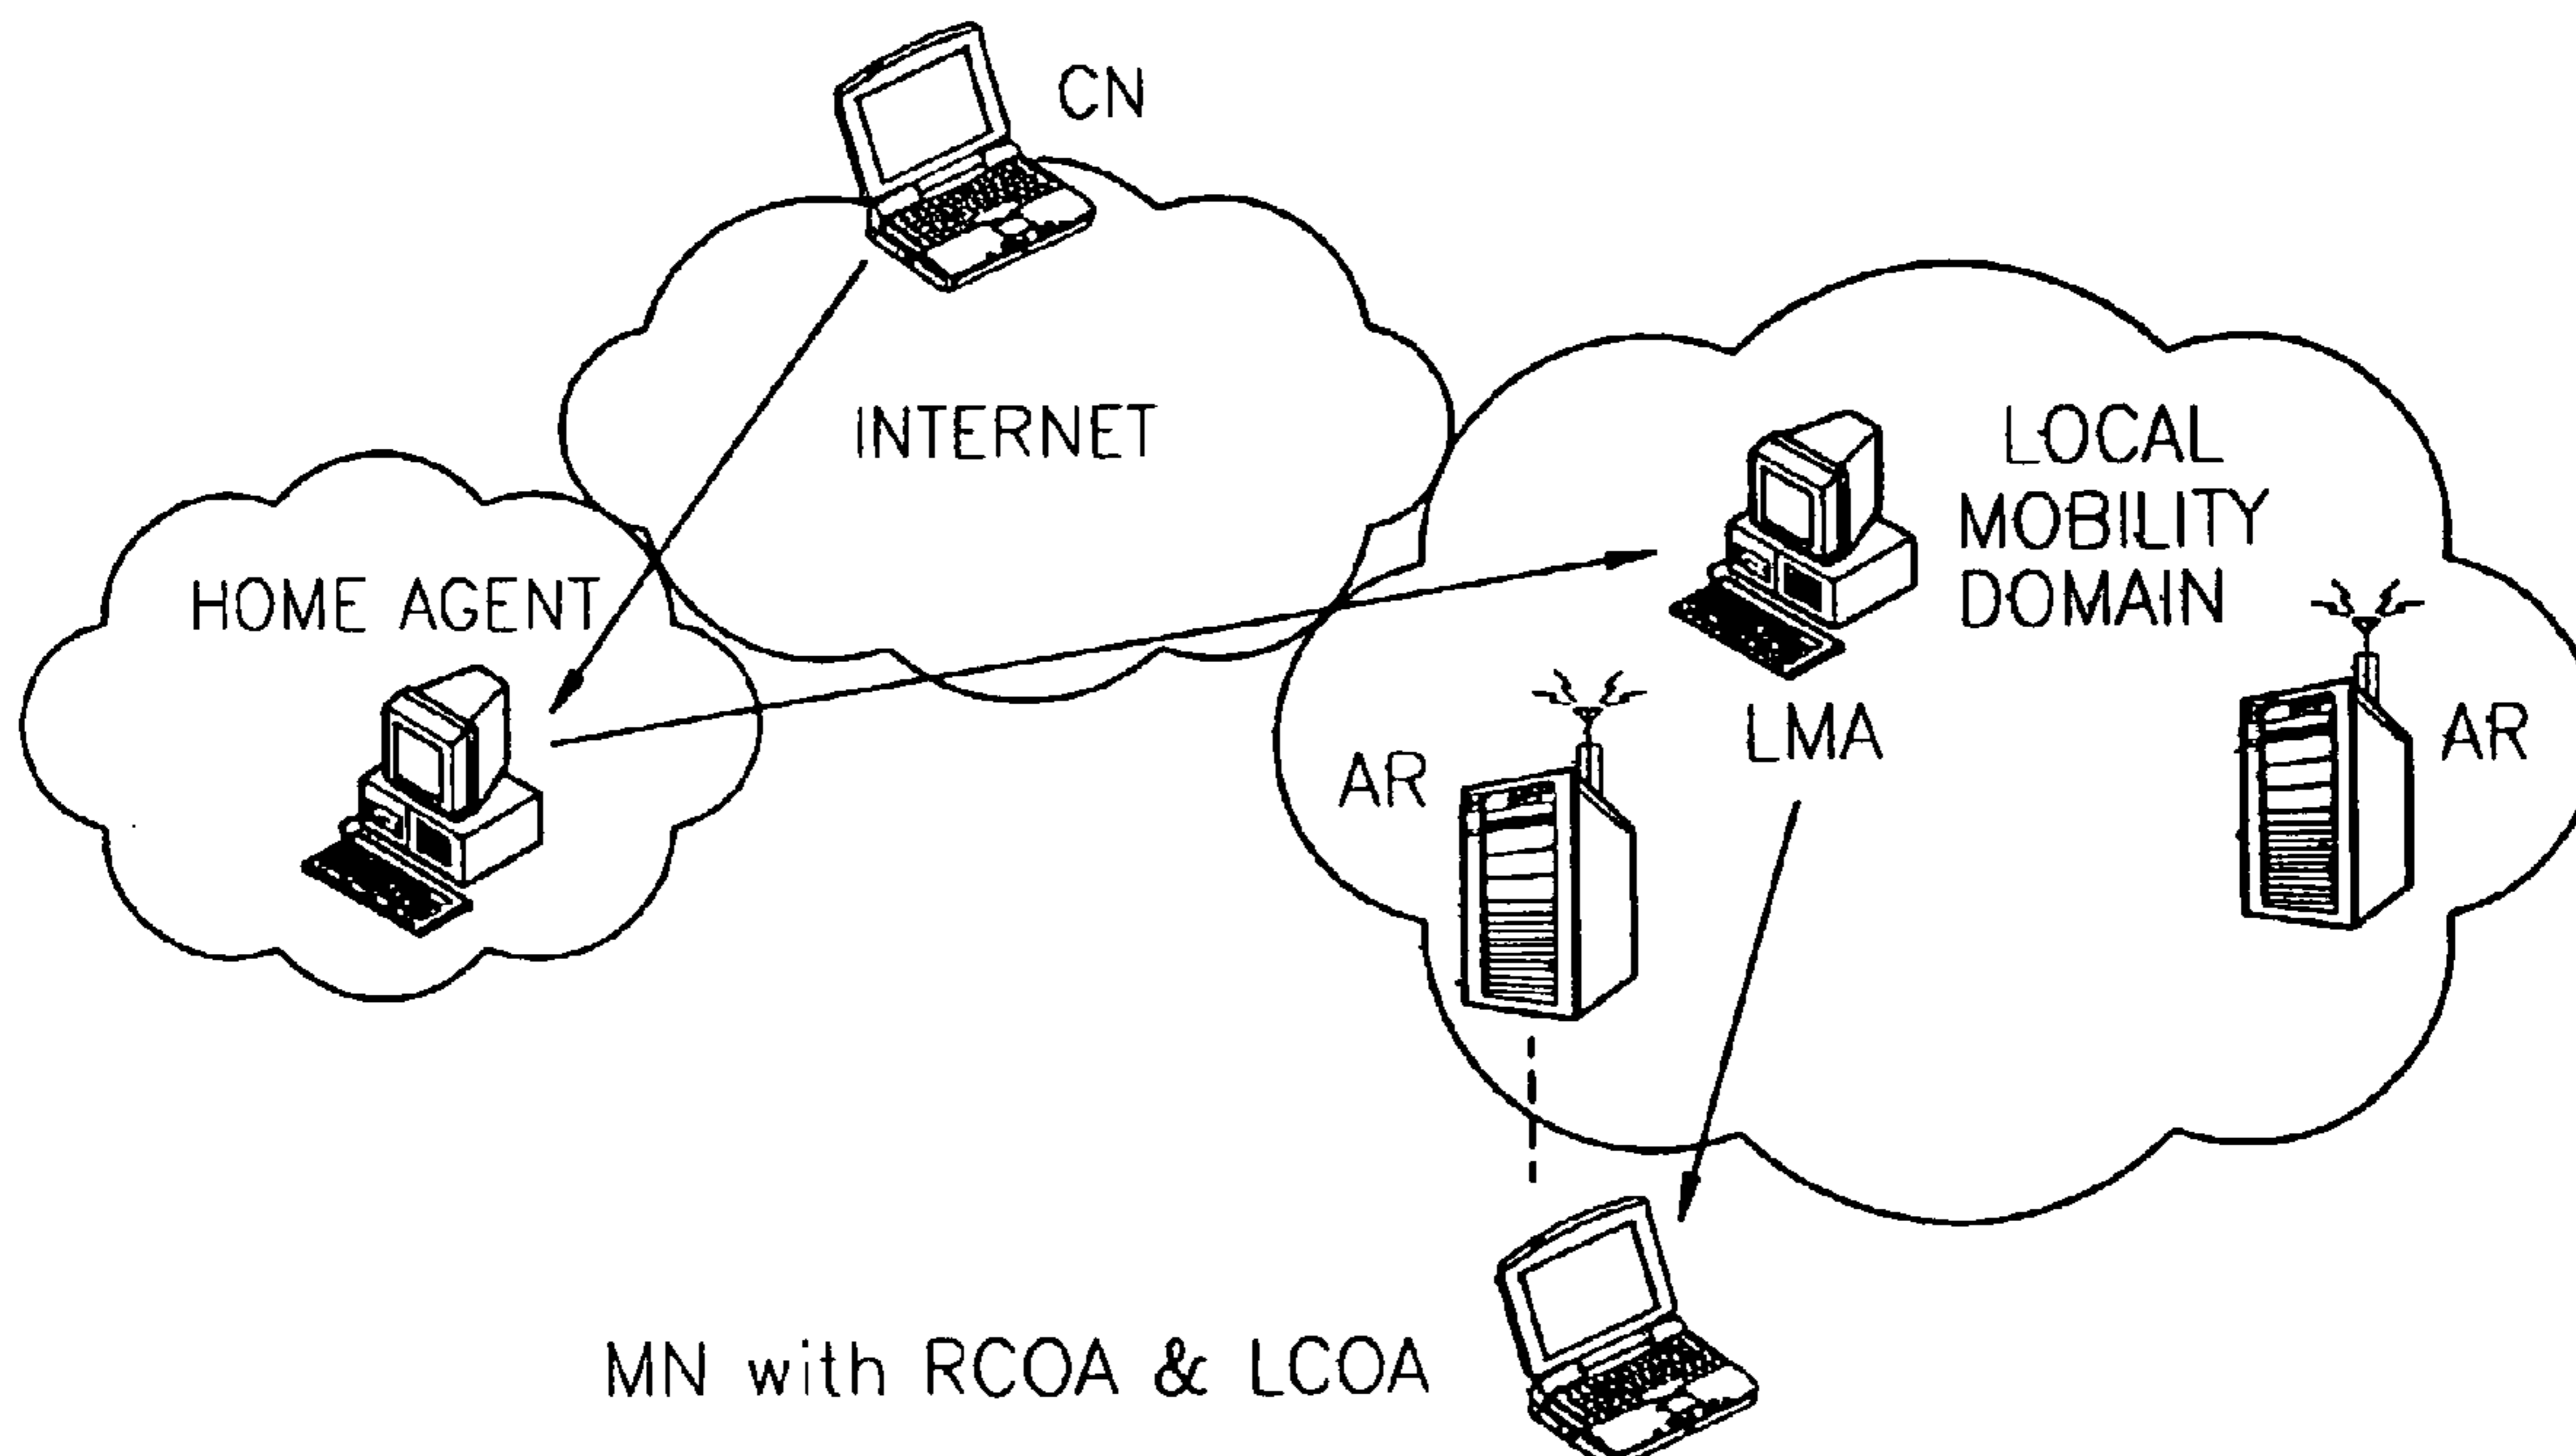 CN
INTERNET
LOCAL
MOBILITY
DOMAIN
HOME AGENT
LMA
AR
AR
MN with RCOA & LCOA